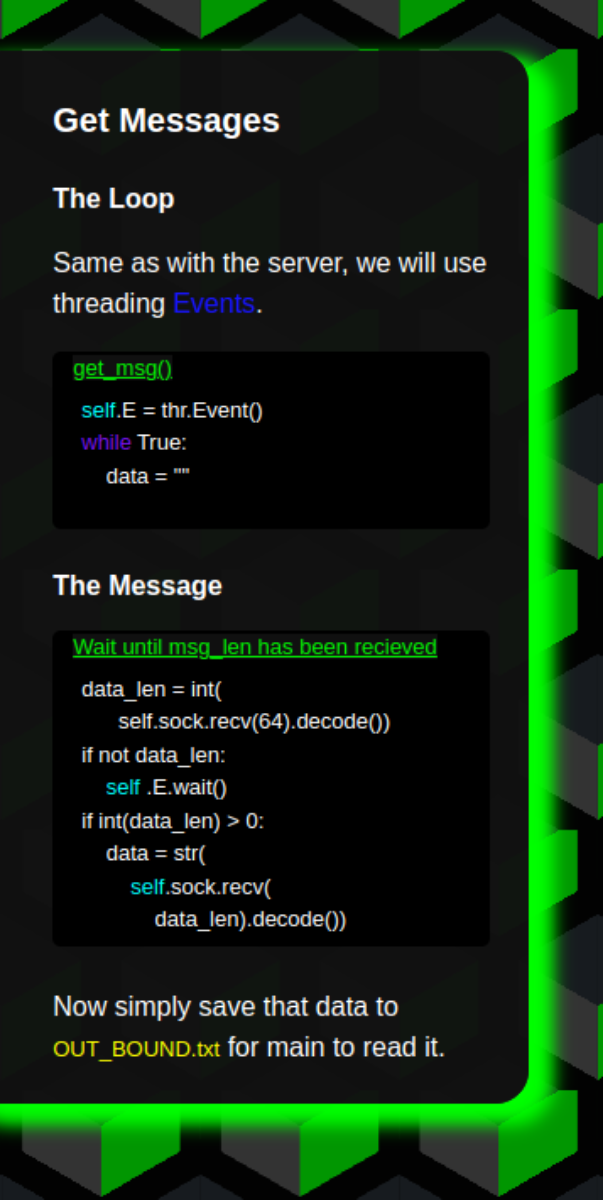 Get Messages
The Loop
Same as with the server, we will use
threading Events.
get_msg()
self.E = thr.Event()
while True:
data = ""
The Message
Wait until msg_len has been recieved
data_len = int(
self.sock.recv(64).decode())
if not data_len:
self .E.wait()
if int(data_len) > 0:
data = str(
self.sock.recv(
data_len).decode())
Now simply save that data to
OUT_BOUND.txt for main to read it.